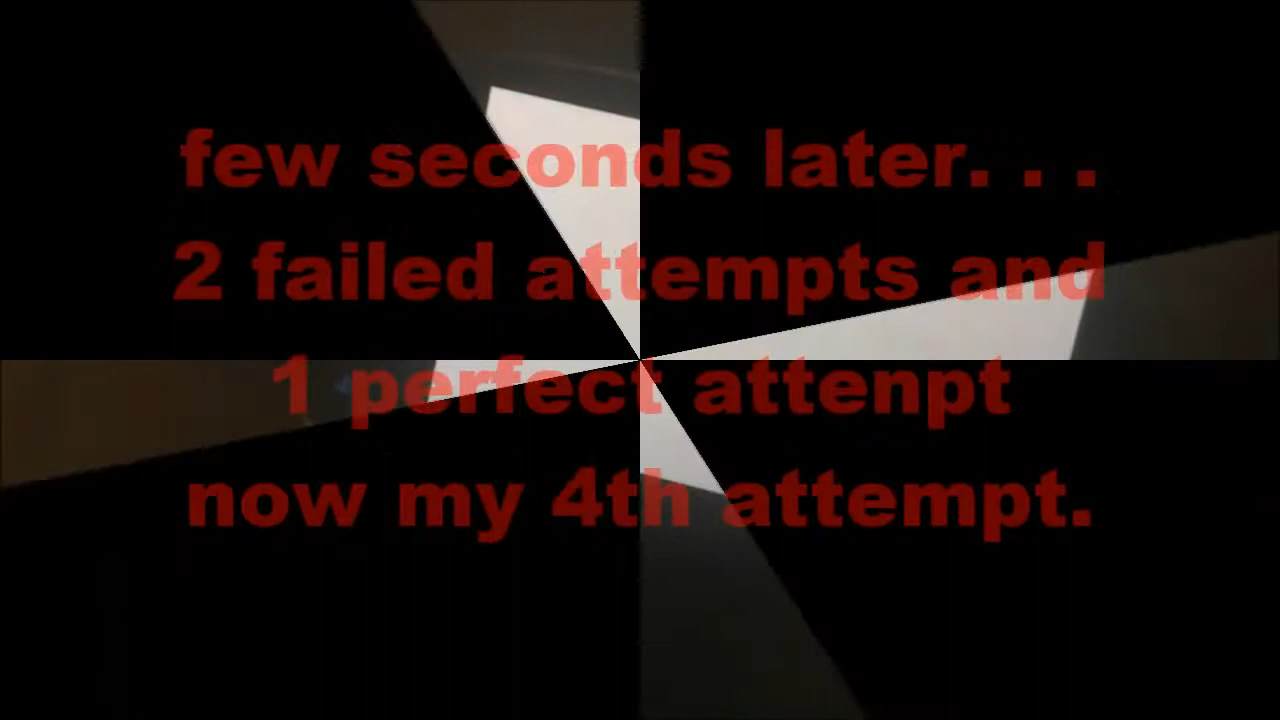 few seconds later. . .
2 failed attempts and
1 perfect attenpt
now my 4th attempt.